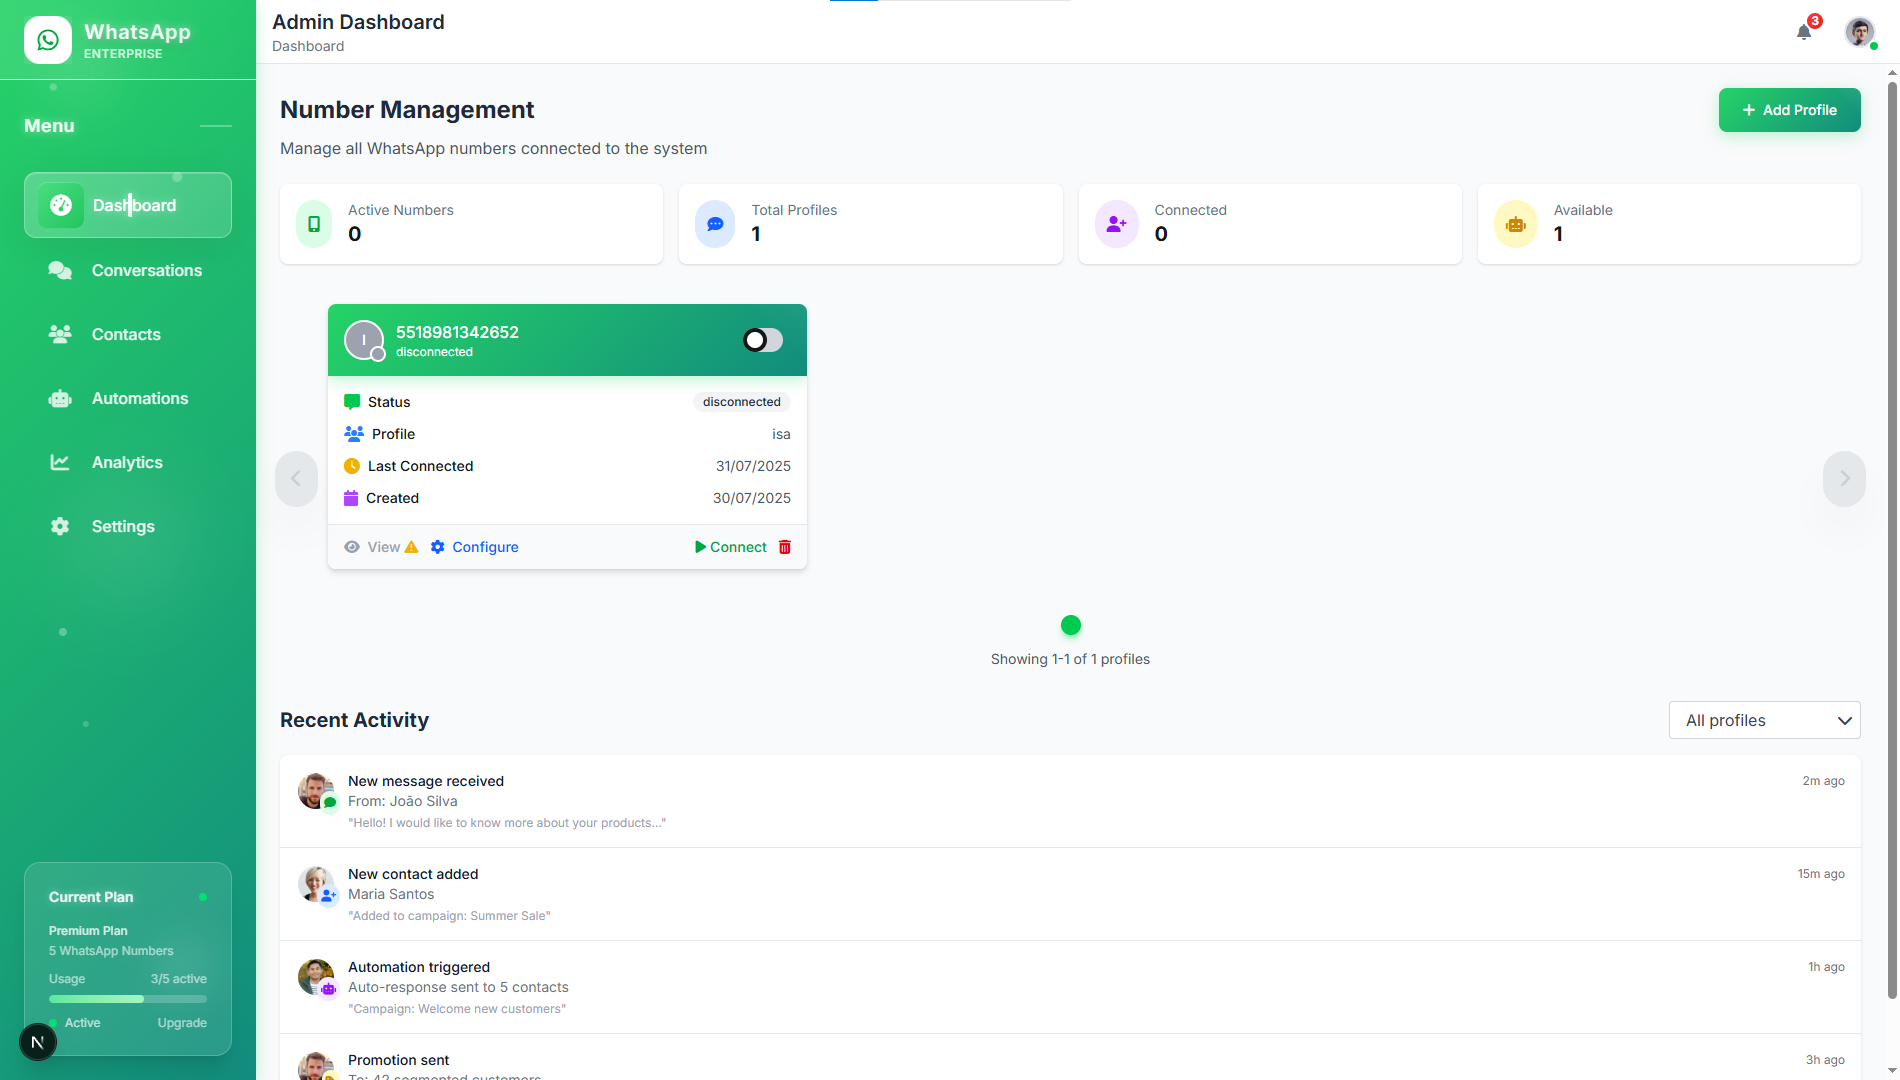 WhatsApp
ENTERPRISE
Menu
Dashboard
Conversations
Contacts
Automations
Analytics
Settings
Current Plan
Premium Plan
5 WhatsApp Numbers
Usage 3/5 active
Active Upgrade
N
Admin Dashboard
Dashboard
3
Number Management
Manage all WhatsApp numbers connected to the system
+ Add Profile
Active Numbers
0
Total Profiles
1
Connected
0
Available
1
I
5518981342652
disconnected
Status disconnected
Profile isa
Last Connected 31/07/2025
Created 30/07/2025
View Configure Connect
Showing 1-1 of 1 profiles
Recent Activity
All profiles
New message received 2m ago
From: João Silva
"Hello! I would like to know more about your products..."
New contact added 15m ago
Maria Santos
"Added to campaign: Summer Sale"
Automation triggered 1h ago
Auto-response sent to 5 contacts
"Campaign: Welcome new customers"
Promotion sent 3h ago
To: 42 segmented customers